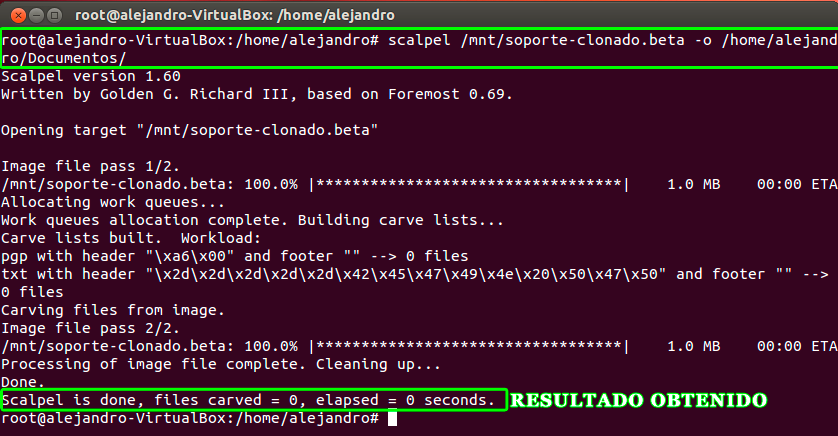 root@alejandro-VirtualBox: /home/alejandro
root@alejandro-VirtualBox:/home/alejandro# scalpel /mnt/soporte-clonado.beta -o /home/alejand
ro/Documentos/
Scalpel version 1.60
Written by Golden G. Richard III, based on Foremost 0.69.
Opening target "/mnt/soporte-clonado.beta"
Image file pass 1/2.
/mnt/soporte-clonado.beta: 100.0% |************************************|    1.0 MB    00:00 ETA
Allocating work queues...
Work queues allocation complete. Building carve lists...
Carve lists built.  Workload:
pgp with header "\xa6\x00" and footer "" --> 0 files
txt with header "\x2d\x2d\x2d\x2d\x2d\x42\x45\x47\x49\x4e\x20\x50\x47\x50" and footer "" -->
0 files
Carving files from image.
Image file pass 2/2.
/mnt/soporte-clonado.beta: 100.0% |************************************|    1.0 MB    00:00 ETA
Processing of image file complete. Cleaning up...
Done.
Scalpel is done, files carved = 0, elapsed = 0 seconds. RESULTADO OBTENIDO
root@alejandro-VirtualBox:/home/alejandro#